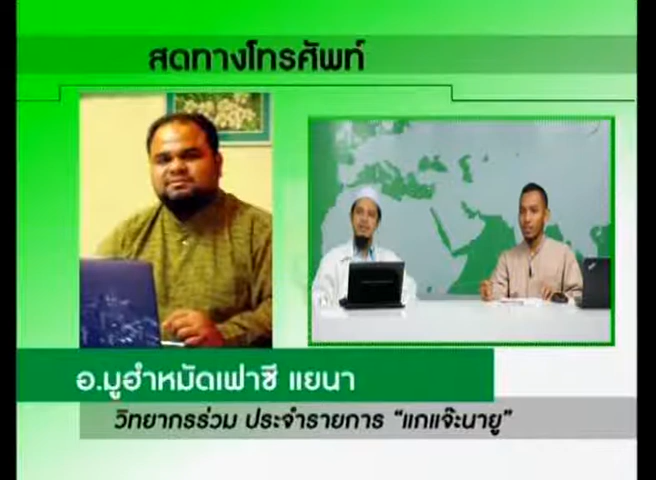 สดทางโทรศัพท์
อ.มูฮำหมัดเฟาซี แยนา
วิทยากรร่วม ประจำรายการ “แกแจ๊ะนายู”